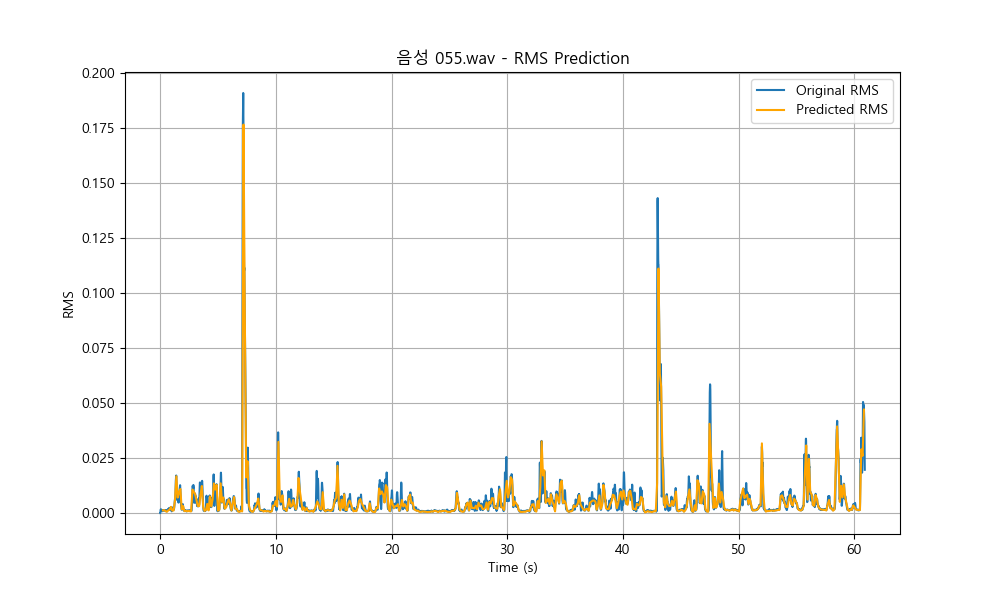 음성 055.wav - RMS Prediction
Original RMS
Predicted RMS
0.200
0.175
0.150
0.125
0.100
0.075
0.050
0.025
0.000
RMS
0 10 20 30 40 50 60
Time (s)